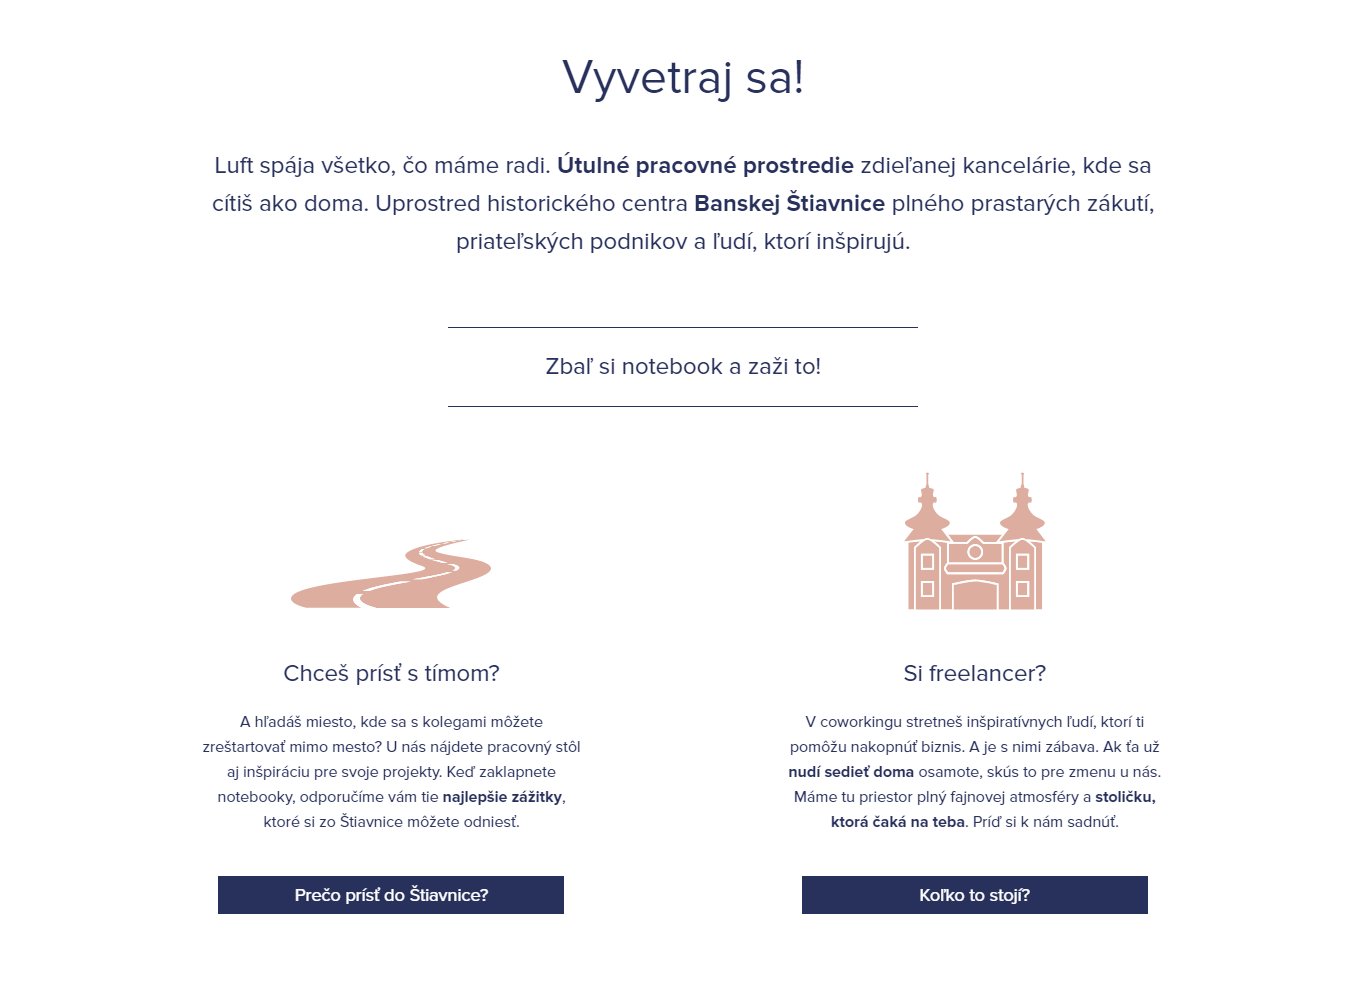 Vyvetraj sa!
Luft spája všetko, čo máme radi. Útulné pracovné prostredie zdieľanej kancelárie, kde sa
cítiš ako doma. Uprostred historického centra Banskej Štiavnice plného prastarých zákutí,
priateľských podnikov a ľudí, ktorí inšpirujú.
Zbaľ si notebook a zaži to!
Chceš prísť s tímom?
A hľadáš miesto, kde sa s kolegami môžete
zreštartovať mimo mesto? U nás nájdete pracovný stôl
aj inšpiráciu pre svoje projekty. Keď zaklapnete
notebooky, odporučíme vám tie najlepšie zážitky,
ktoré si zo Štiavnice môžete odniesť.
Prečo prísť do Štiavnice?
Si freelancer?
V coworkingu stretneš inšpiratívnych ľudí, ktorí ti
pomôžu nakopnúť biznis. A je s nimi zábava. Ak ťa už
nudí sedieť doma osamote, skús to pre zmenu u nás.
Máme tu priestor plný fajnovej atmosféry a stoličku,
ktorá čaká na teba. Príď si k nám sadnúť.
Koľko to stojí?